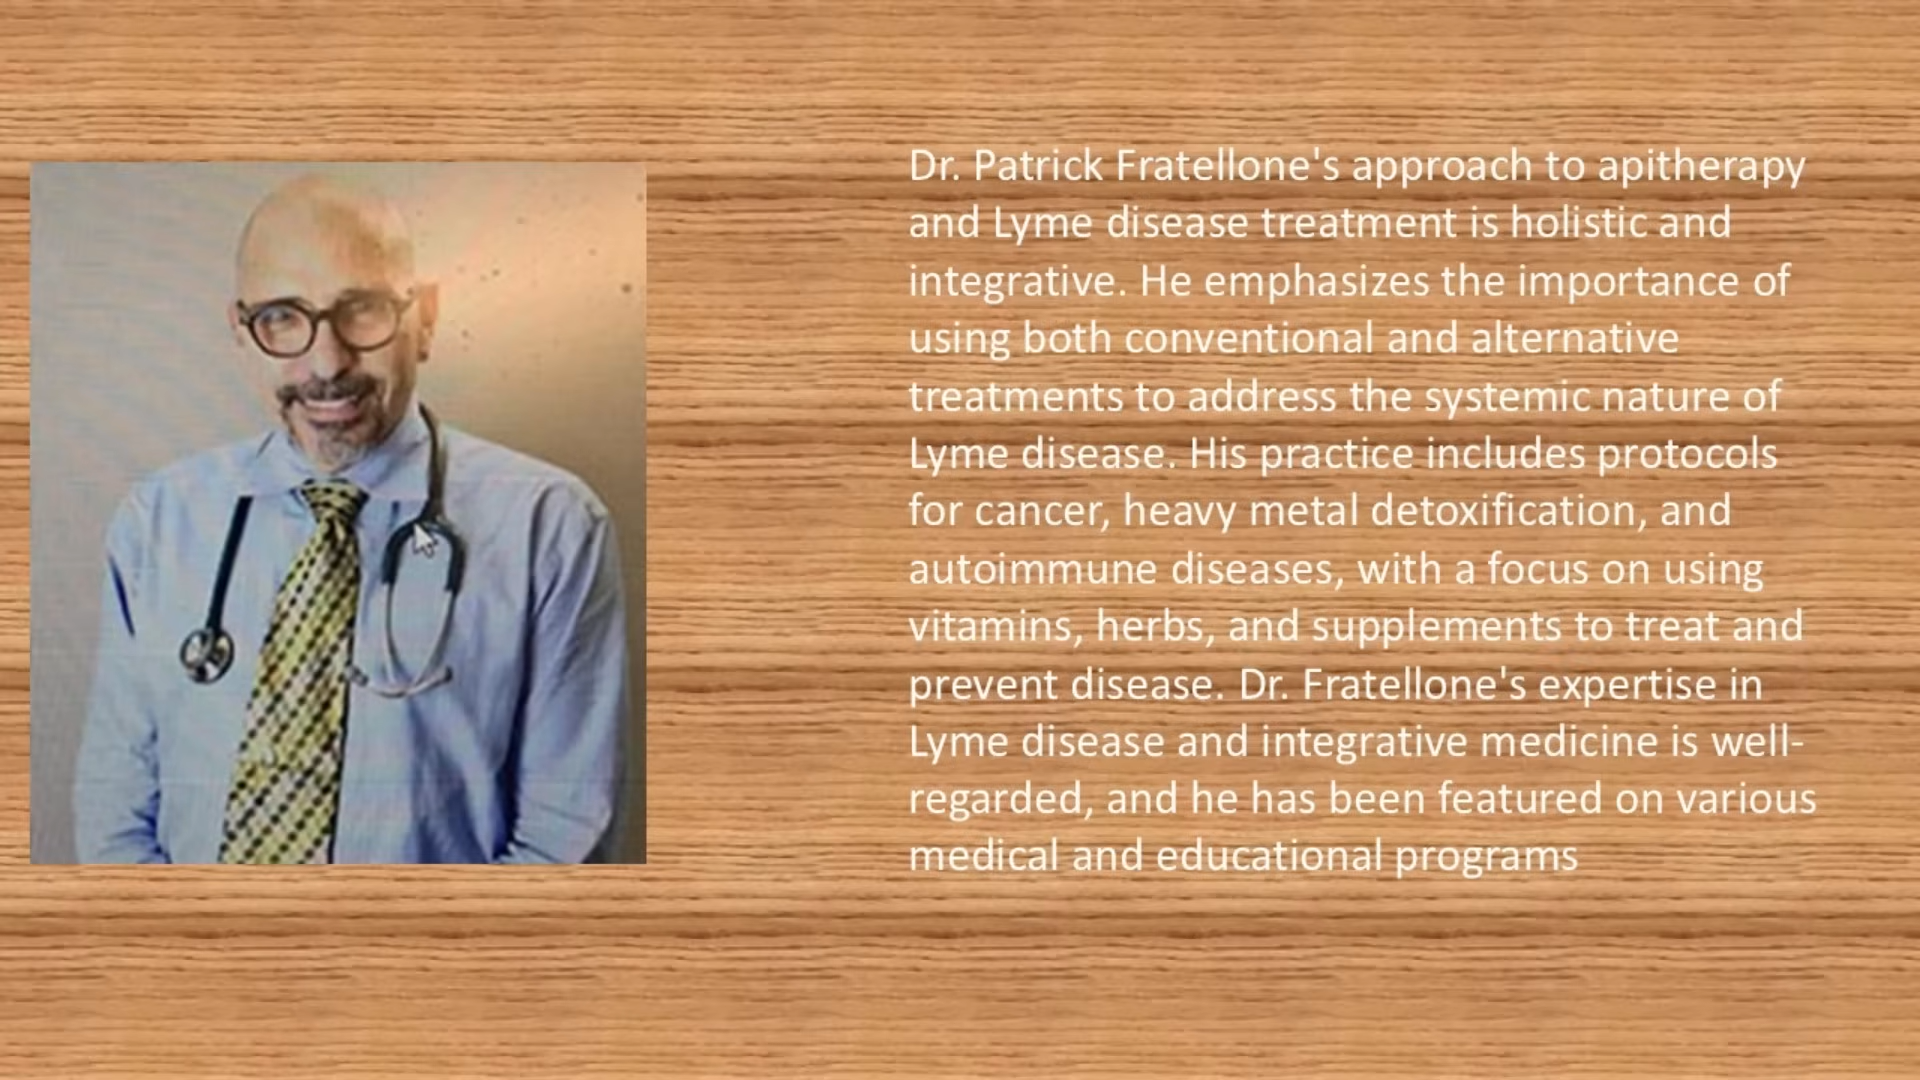 Dr. Patrick Fratellone's approach to apitherapy
and Lyme disease treatment is holistic and
integrative. He emphasizes the importance of
using both conventional and alternative
treatments to address the systemic nature of
Lyme disease. His practice includes protocols
for cancer, heavy metal detoxification, and
autoimmune diseases, with a focus on using
vitamins, herbs, and supplements to treat and
prevent disease. Dr. Fratellone's expertise in
Lyme disease and integrative medicine is well-
regarded, and he has been featured on various
medical and educational programs